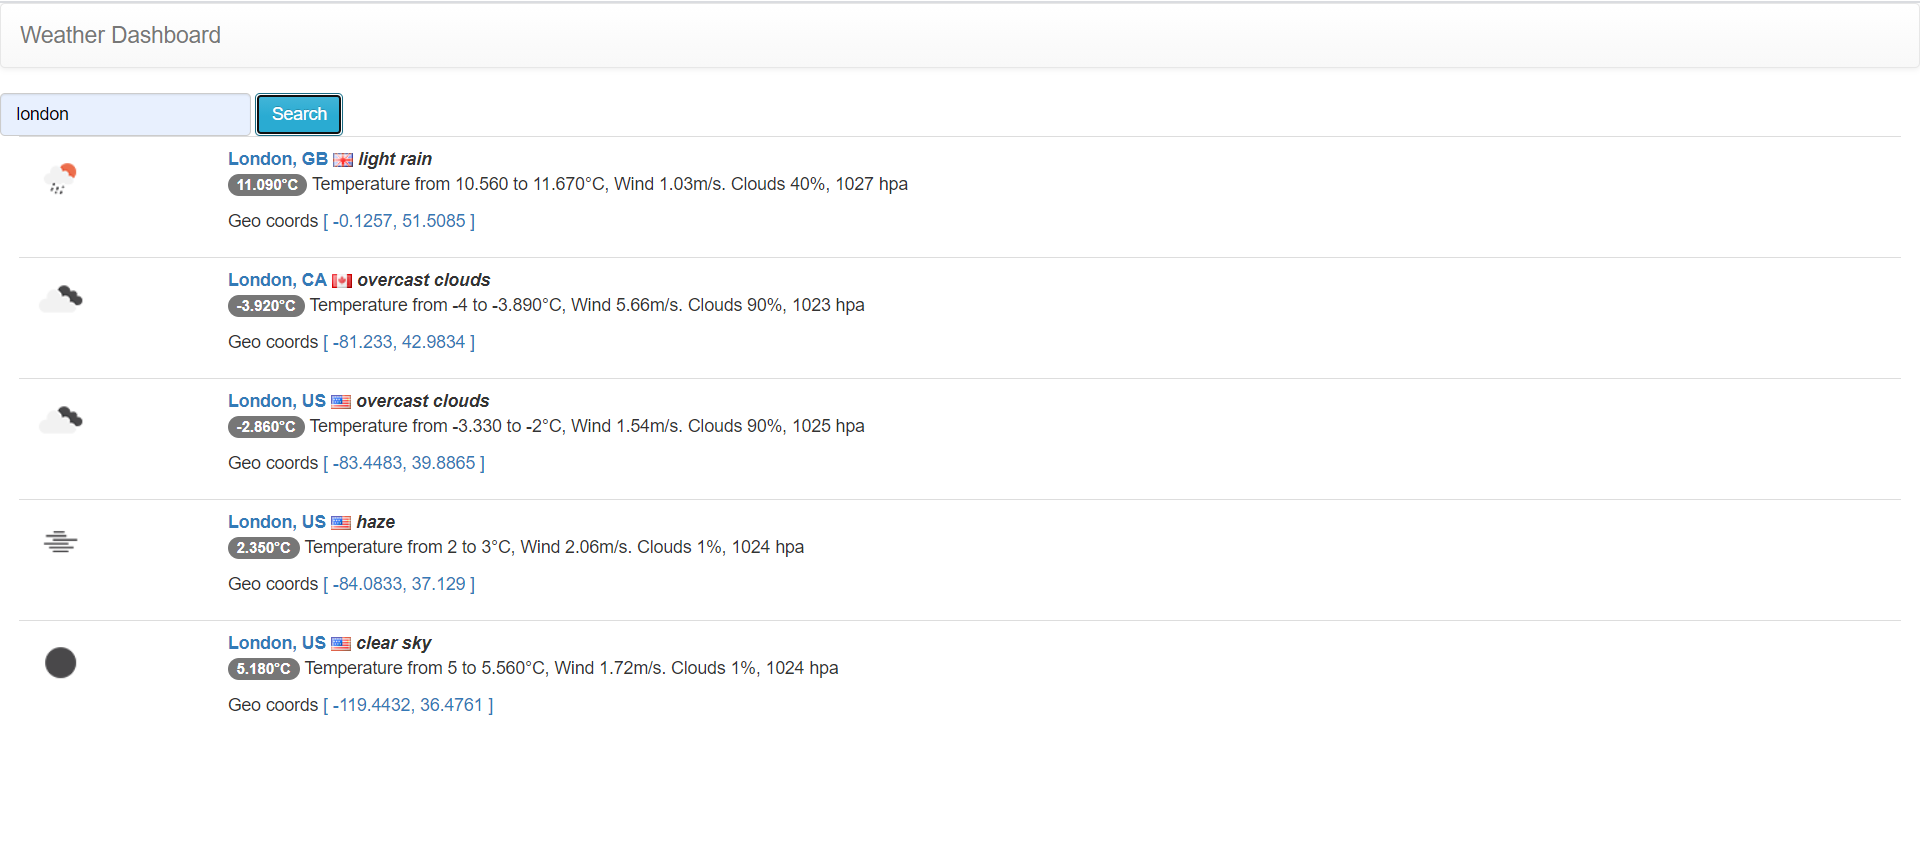 Weather Dashboard
london Search
London, GB light rain
11.090°C Temperature from 10.560 to 11.670°C, Wind 1.03m/s. Clouds 40%, 1027 hpa
Geo coords [ -0.1257, 51.5085 ]
London, CA overcast clouds
-3.920°C Temperature from -4 to -3.890°C, Wind 5.66m/s. Clouds 90%, 1023 hpa
Geo coords [ -81.233, 42.9834 ]
London, US overcast clouds
-2.860°C Temperature from -3.330 to -2°C, Wind 1.54m/s. Clouds 90%, 1025 hpa
Geo coords [ -83.4483, 39.8865 ]
London, US haze
2.350°C Temperature from 2 to 3°C, Wind 2.06m/s. Clouds 1%, 1024 hpa
Geo coords [ -84.0833, 37.129 ]
London, US clear sky
5.180°C Temperature from 5 to 5.560°C, Wind 1.72m/s. Clouds 1%, 1024 hpa
Geo coords [ -119.4432, 36.4761 ]